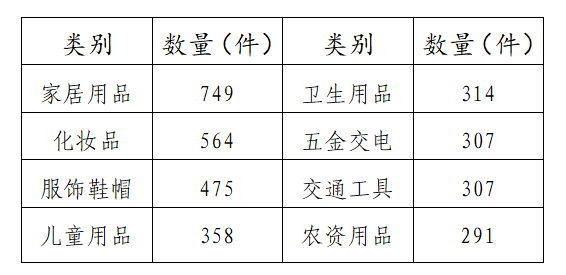 类别 数量（件） 类别 数量（件）
家居用品 749 卫生用品 314
化妆品 564 五金交电 307
服饰鞋帽 475 交通工具 307
儿童用品 358 农资用品 291